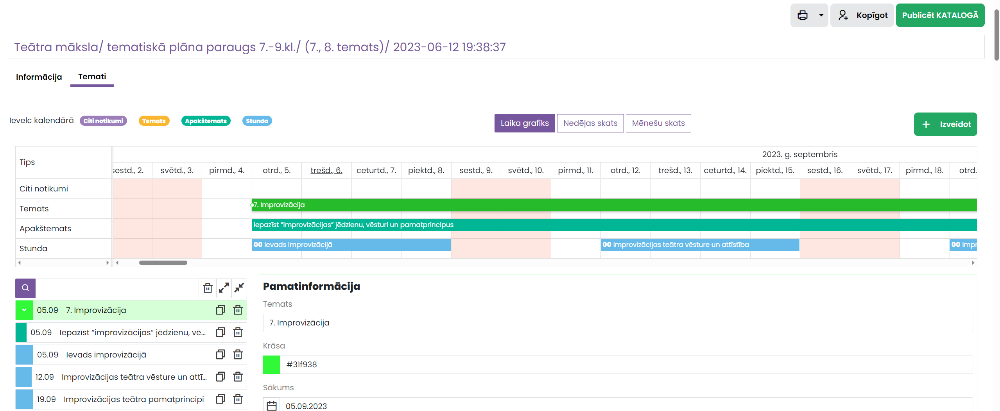 Kopīgot
Publicēt KATALOGĀ
Teātra māksla/ tematiskā plāna paraugs 7.-9.kl./ (7., 8. temats)/ 2023-06-12 19:38:37
Informācija
Temati
Ievelc kalendārā
Citi notikumi
Temats
Apakštemats
Stunda
Laika grafiks
Nedēļas skats
Mēnešu skats
+ Izveidot
Tips
2023. g. septembris
sestd., 2.
svētd., 3.
pirmd., 4.
otrd., 5.
trešd., 6.
ceturtd., 7.
piektd., 8.
sestd., 9.
svētd., 10.
pirmd., 11.
otrd., 12.
trešd., 13.
ceturtd., 14.
piektd., 15.
sestd., 16.
svētd., 17.
pirmd., 18.
otrd.
Citi notikumi
Temats
7. Improvizācija
Apakštemats
Iepazīst “improvizācijas” jēdzienu, vēsturi un pamatprincipus
Stunda
00 Ievads improvizācijā
00 Improvizācijas teātra vēsture un attīstība
00 Impr
05.09 7. Improvizācija
05.09 Iepazīst “improvizācijas” jēdzienu, vē...
05.09 Ievads improvizācijā
12.09 Improvizācijas teātra vēsture un attī...
19.09 Improvizācijas teātra pamatprincipi
Pamatinformācija
Temats
7. Improvizācija
Krāsa
#31f938
Sākums
05.09.2023